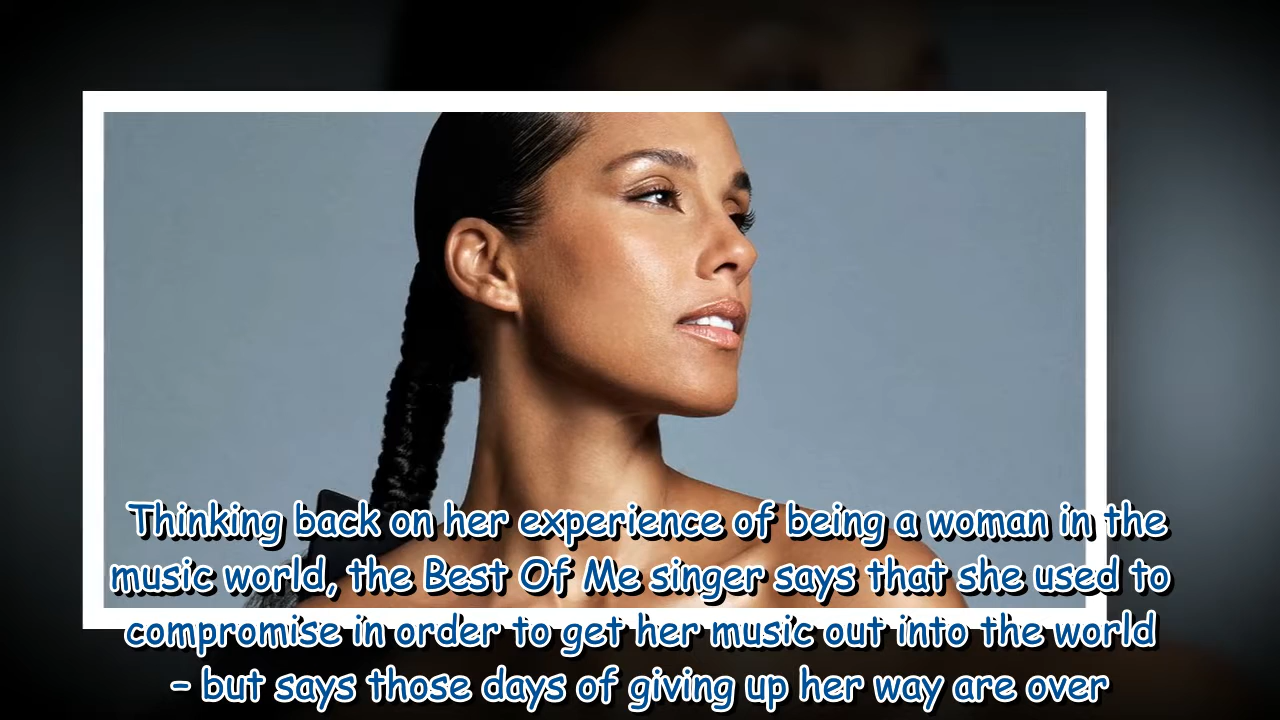 Thinking back on her experience of being a woman in the
music world, the Best Of Me singer says that she used to
compromise in order to get her music out into the world
– but says those days of giving up her way are over